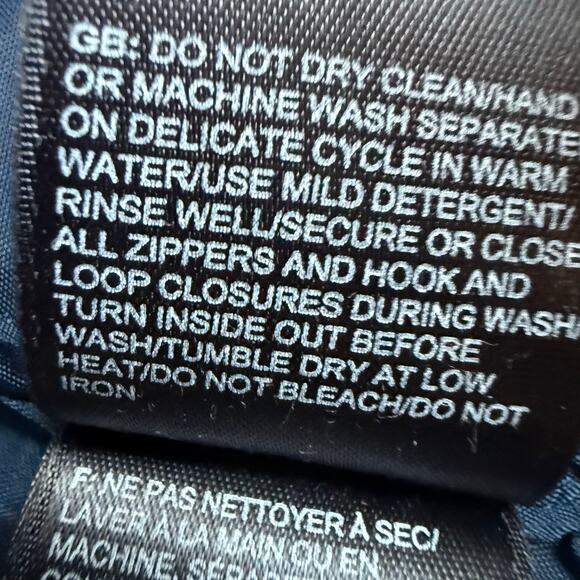 GB: DO NOT DRY CLEAN/HAND
OR MACHINE WASH SEPARATE
ON DELICATE CYCLE IN WARM
WATER/USE MILD DETERGENT/
RINSE WELL/SECURE OR CLOSE
ALL ZIPPERS AND HOOK AND
LOOP CLOSURES DURING WASH/
TURN INSIDE OUT BEFORE
WASH/TUMBLE DRY AT LOW
HEAT/DO NOT BLEACH/DO NOT
IRON
F: NE PAS NETTOYER À SEC/
LAVER À LA MAIN OU EN
MACHINE, SÉPAR